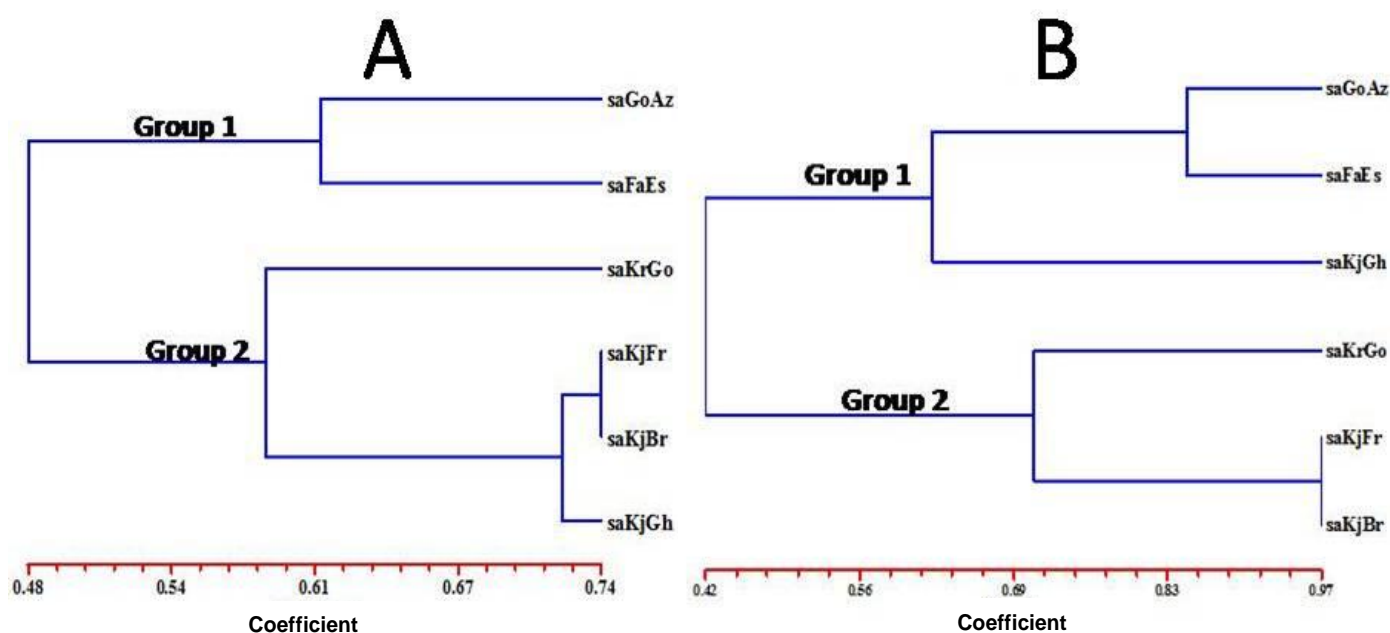 A
saGoAz
Group 1
saFaEs
saKrGo
Group 2
saKjFr
saKjBr
saKjGh
0.48 0.54 0.61 0.67 0.74
Coefficient
B
saGoAz
Group 1
saFaEs
saKjGh
saKrGo
Group 2
saKjFr
saKjBr
0.42 0.56 0.69 0.83 0.97
Coefficient